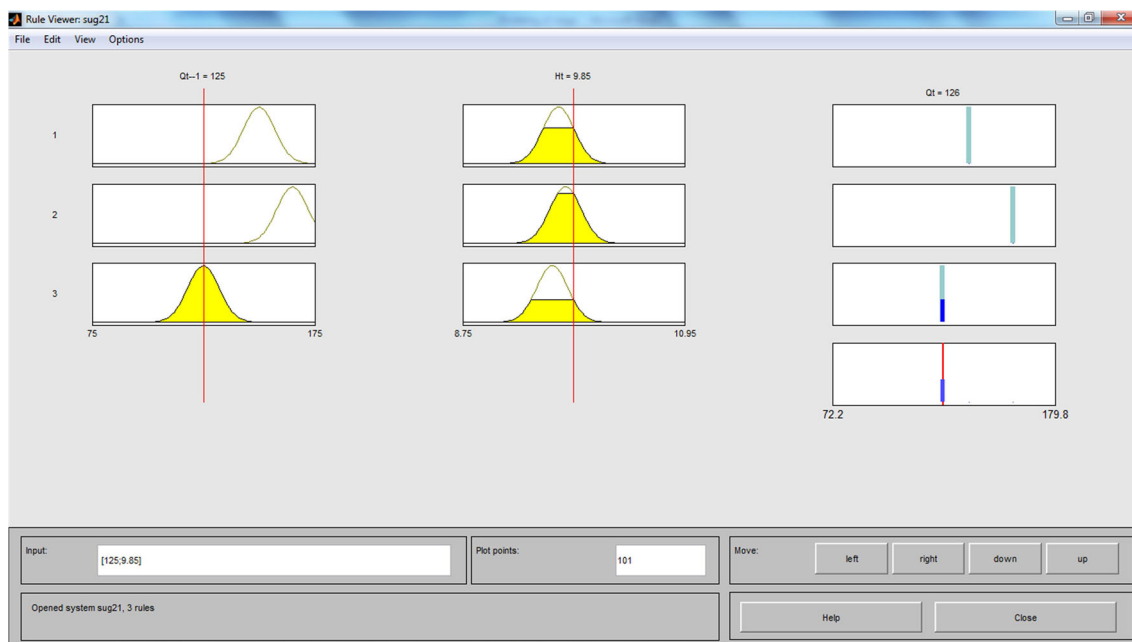 Rule Viewer: sug21
File Edit View Options
Qt--1 = 125
Ht = 9.85
Qt = 126
1
2
3
75 175
8.75 10.95
72.2 179.8
Input:
[125;9.85]
Plot points:
101
Move:
left right down up
Opened system sug21, 3 rules
Help Close